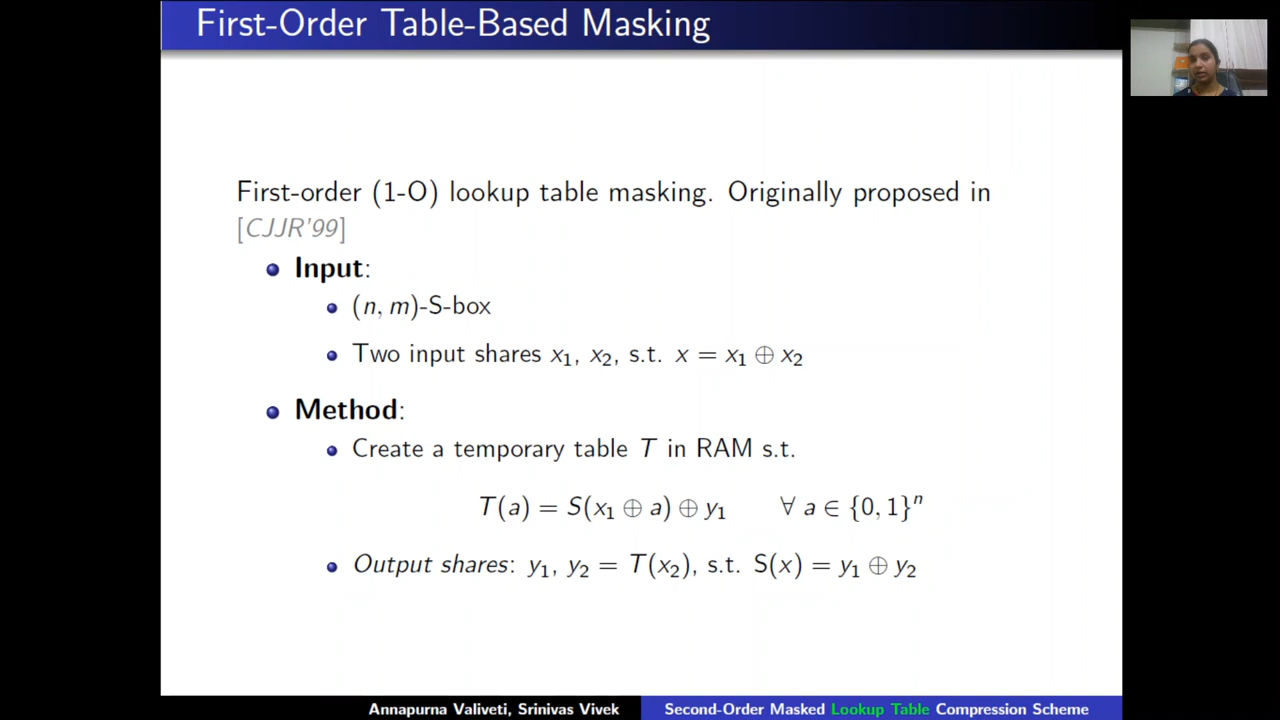 First-Order Table-Based Masking
First-order (1-O) lookup table masking. Originally proposed in
[CJJR'99]
Input:
(n, m)-S-box
Two input shares x₁, x₂, s.t. x = x₁ ⊕ x₂
Method:
Create a temporary table T in RAM s.t.
T(a) = S(x₁ ⊕ a) ⊕ y₁ ∀ a ∈ {0, 1}ⁿ
Output shares: y₁, y₂ = T(x₂), s.t. S(x) = y₁ ⊕ y₂
Annapurna Valiveti, Srinivas Vivek Second-Order Masked Lookup Table Compression Scheme